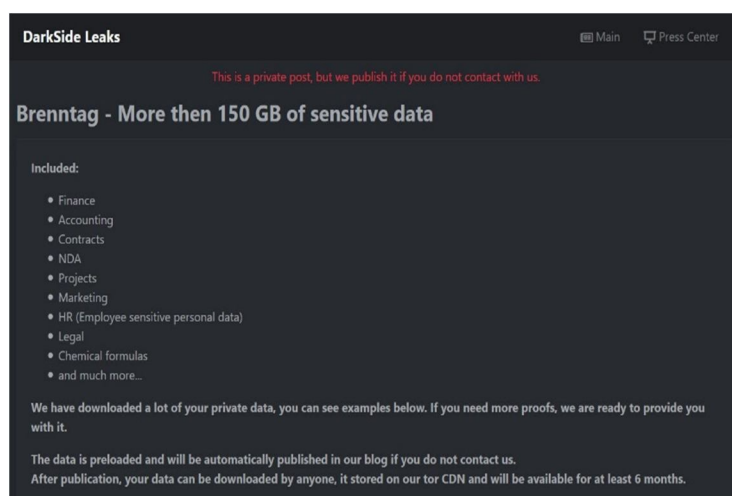 DarkSide Leaks
Main
Press Center
This is a private post, but we publish it if you do not contact with us.
Brenntag - More then 150 GB of sensitive data
Included:
Finance
Accounting
Contracts
NDA
Projects
Marketing
HR (Employee sensitive personal data)
Legal
Chemical formulas
and much more...
We have downloaded a lot of your private data, you can see examples below. If you need more proofs, we are ready to provide you
with it.
The data is preloaded and will be automatically published in our blog if you do not contact us.
After publication, your data can be downloaded by anyone, it stored on our tor CDN and will be available for at least 6 months.